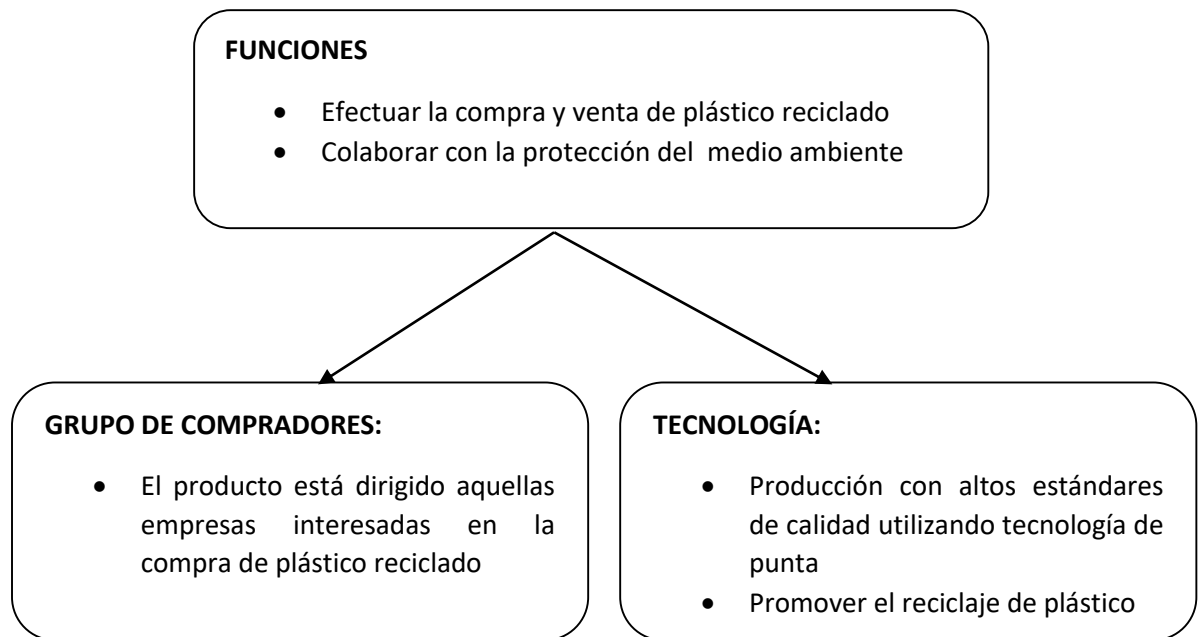 FUNCIONES
• Efectuar la compra y venta de plástico reciclado
• Colaborar con la protección del  medio ambiente
GRUPO DE COMPRADORES:
• El producto está dirigido aquellas
empresas interesadas en la
compra de plástico reciclado
TECNOLOGÍA:
• Producción con altos estándares
de calidad utilizando tecnología de
punta
• Promover el reciclaje de plástico